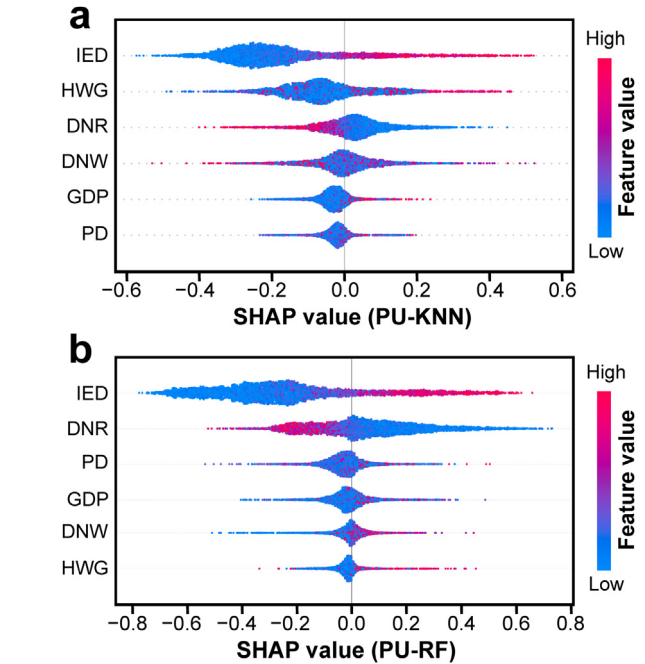 a
IED
HWG
DNR
DNW
GDP
PD
−0.6 −0.4 −0.2 0.0 0.2 0.4 0.6
SHAP value (PU-KNN)
High
Feature value
Low
b
IED
DNR
PD
GDP
DNW
HWG
−0.8 −0.6 −0.4 −0.2 0.0 0.2 0.4 0.6 0.8
SHAP value (PU-RF)
High
Feature value
Low